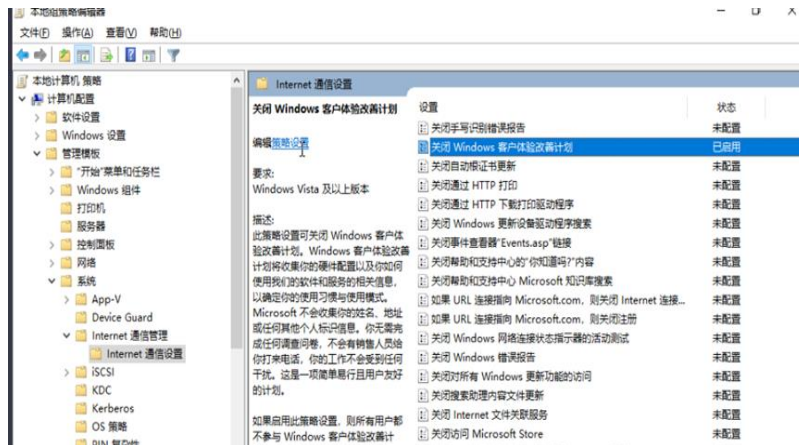 本地组策略编辑器
文件(F) 操作(A) 查看(V) 帮助(H)
本地计算机 策略
计算机配置
软件设置
Windows 设置
管理模板
"开始"菜单和任务栏
Windows 组件
打印机
服务器
控制面板
网络
系统
App-V
Device Guard
Internet 通信管理
Internet 通信设置
iSCSI
KDC
Kerberos
OS 策略
PIN 复杂性
Internet 通信设置
关闭 Windows 客户体验改善计划
编辑策略设置
要求:
Windows Vista 及以上版本
描述:
此策略设置可关闭 Windows 客户体
验改善计划。Windows 客户体验改善
计划将收集你的硬件配置以及你如何
使用我们的软件和服务的相关信息,
以确定你的使用习惯与使用模式。
Microsoft 不会收集你的姓名、地址
或任何其他个人标识信息。你无需完
成任何调查问卷,不会有销售人员给
你打来电话,你的工作不会受到任何
干扰。这是一项简单易行且用户友好
的计划。
如果启用此策略设置,则所有用户都
不参与 Windows 客户体验改善计
设置 状态
关闭手写识别错误报告 未配置
关闭 Windows 客户体验改善计划 已启用
关闭自动根证书更新 未配置
关闭通过 HTTP 打印 未配置
关闭通过 HTTP 下载打印驱动程序 未配置
关闭 Windows 更新设备驱动程序搜索 未配置
关闭事件查看器"Events.asp"链接 未配置
关闭帮助和支持中心的"你知道吗?"内容 未配置
关闭帮助和支持中心 Microsoft 知识库搜索 未配置
如果 URL 连接指向 Microsoft.com,则关闭 Internet 连接... 未配置
如果 URL 连接指向 Microsoft.com,则关闭注册 未配置
关闭 Windows 网络连接状态指示器的活动测试 未配置
关闭 Windows 错误报告 未配置
关闭对所有 Windows 更新功能的访问 未配置
关闭搜索助理内容文件更新 未配置
关闭 Internet 文件关联服务 未配置
关闭访问 Microsoft Store 未配置